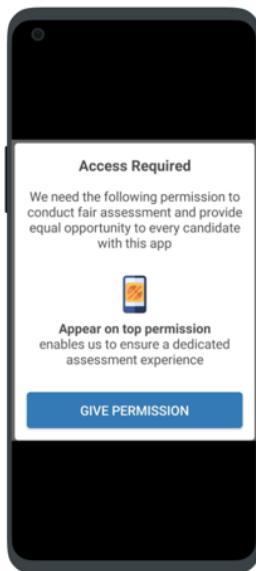 Access Required
We need the following permission to
conduct fair assessment and provide
equal opportunity to every candidate
with this app
Appear on top permission
enables us to ensure a dedicated
assessment experience
GIVE PERMISSION